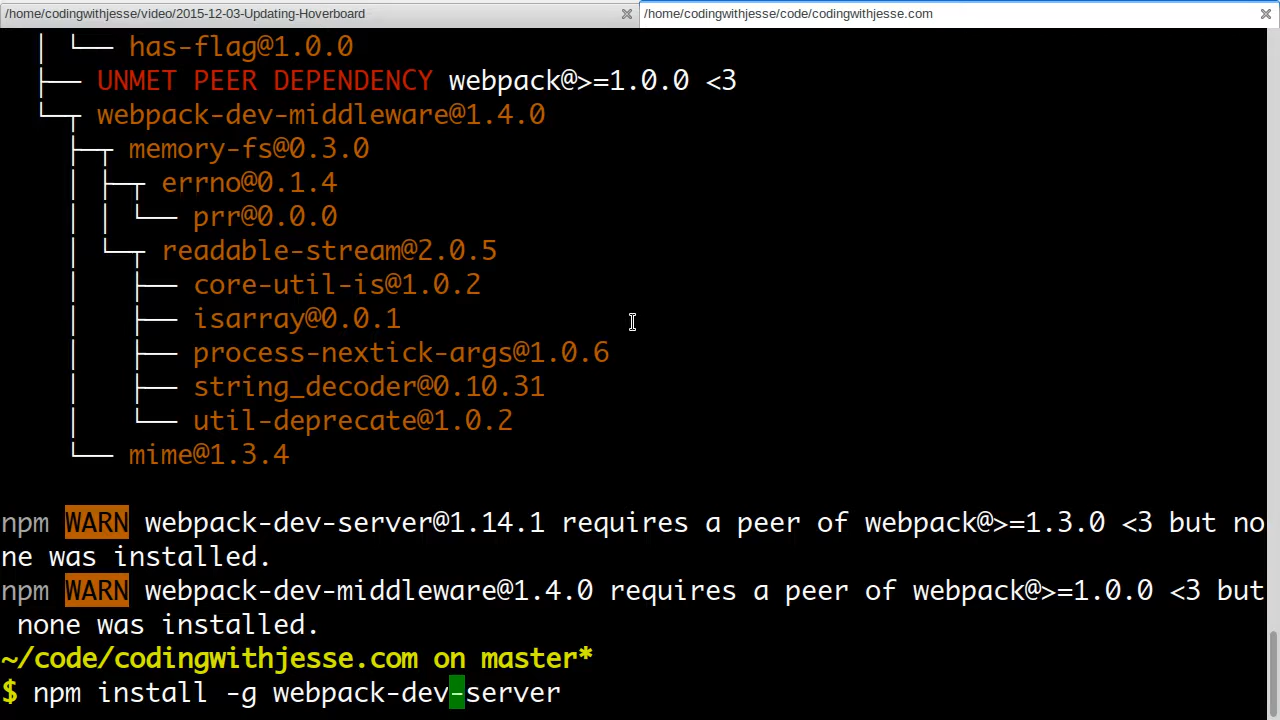 /home/codingwithjesse/video/2015-12-03-Updating-Hoverboard
/home/codingwithjesse/code/codingwithjesse.com
│ └── has-flag@1.0.0
├── UNMET PEER DEPENDENCY webpack@>=1.0.0 <3
└─┬ webpack-dev-middleware@1.4.0
├─┬ memory-fs@0.3.0
│ ├─┬ errno@0.1.4
│ │ └── prr@0.0.0
│ └─┬ readable-stream@2.0.5
│   ├── core-util-is@1.0.2
│   ├── isarray@0.0.1
│   ├── process-nextick-args@1.0.6
│   ├── string_decoder@0.10.31
│   └── util-deprecate@1.0.2
└── mime@1.3.4
npm WARN webpack-dev-server@1.14.1 requires a peer of webpack@>=1.3.0 <3 but no
ne was installed.
npm WARN webpack-dev-middleware@1.4.0 requires a peer of webpack@>=1.0.0 <3 but
none was installed.
~/code/codingwithjesse.com on master*
$ npm install -g webpack-dev-server